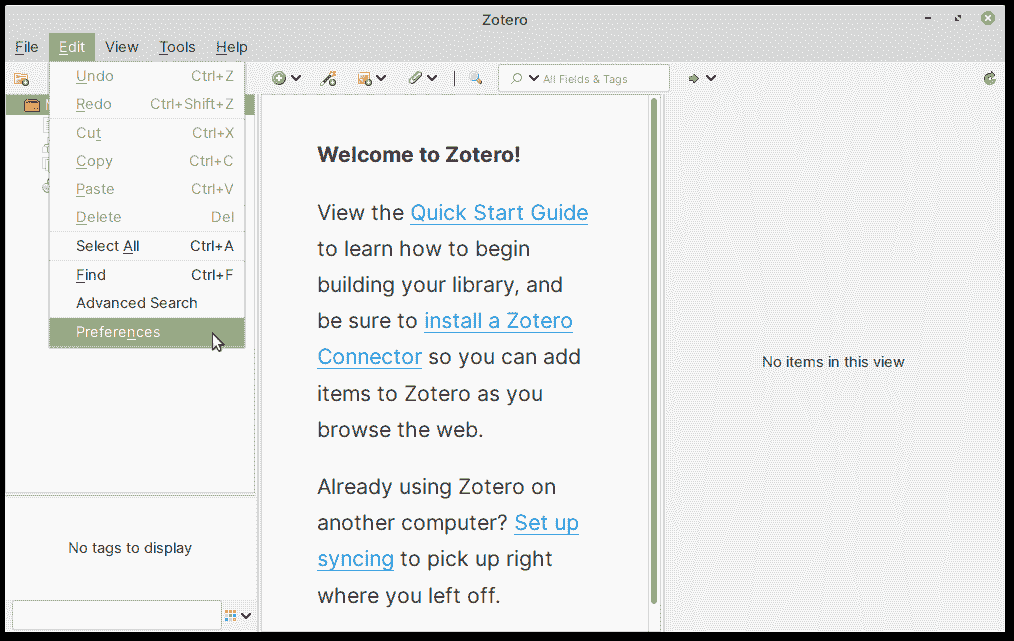 Zotero
File Edit View Tools Help
Undo Ctrl+Z
Redo Ctrl+Shift+Z
Cut Ctrl+X
Copy Ctrl+C
Paste Ctrl+V
Delete Del
Select All Ctrl+A
Find Ctrl+F
Advanced Search
Preferences
All Fields & Tags
Welcome to Zotero!
View the Quick Start Guide
to learn how to begin
building your library, and
be sure to install a Zotero
Connector so you can add
items to Zotero as you
browse the web.
Already using Zotero on
another computer? Set up
syncing to pick up right
where you left off.
No items in this view
No tags to display